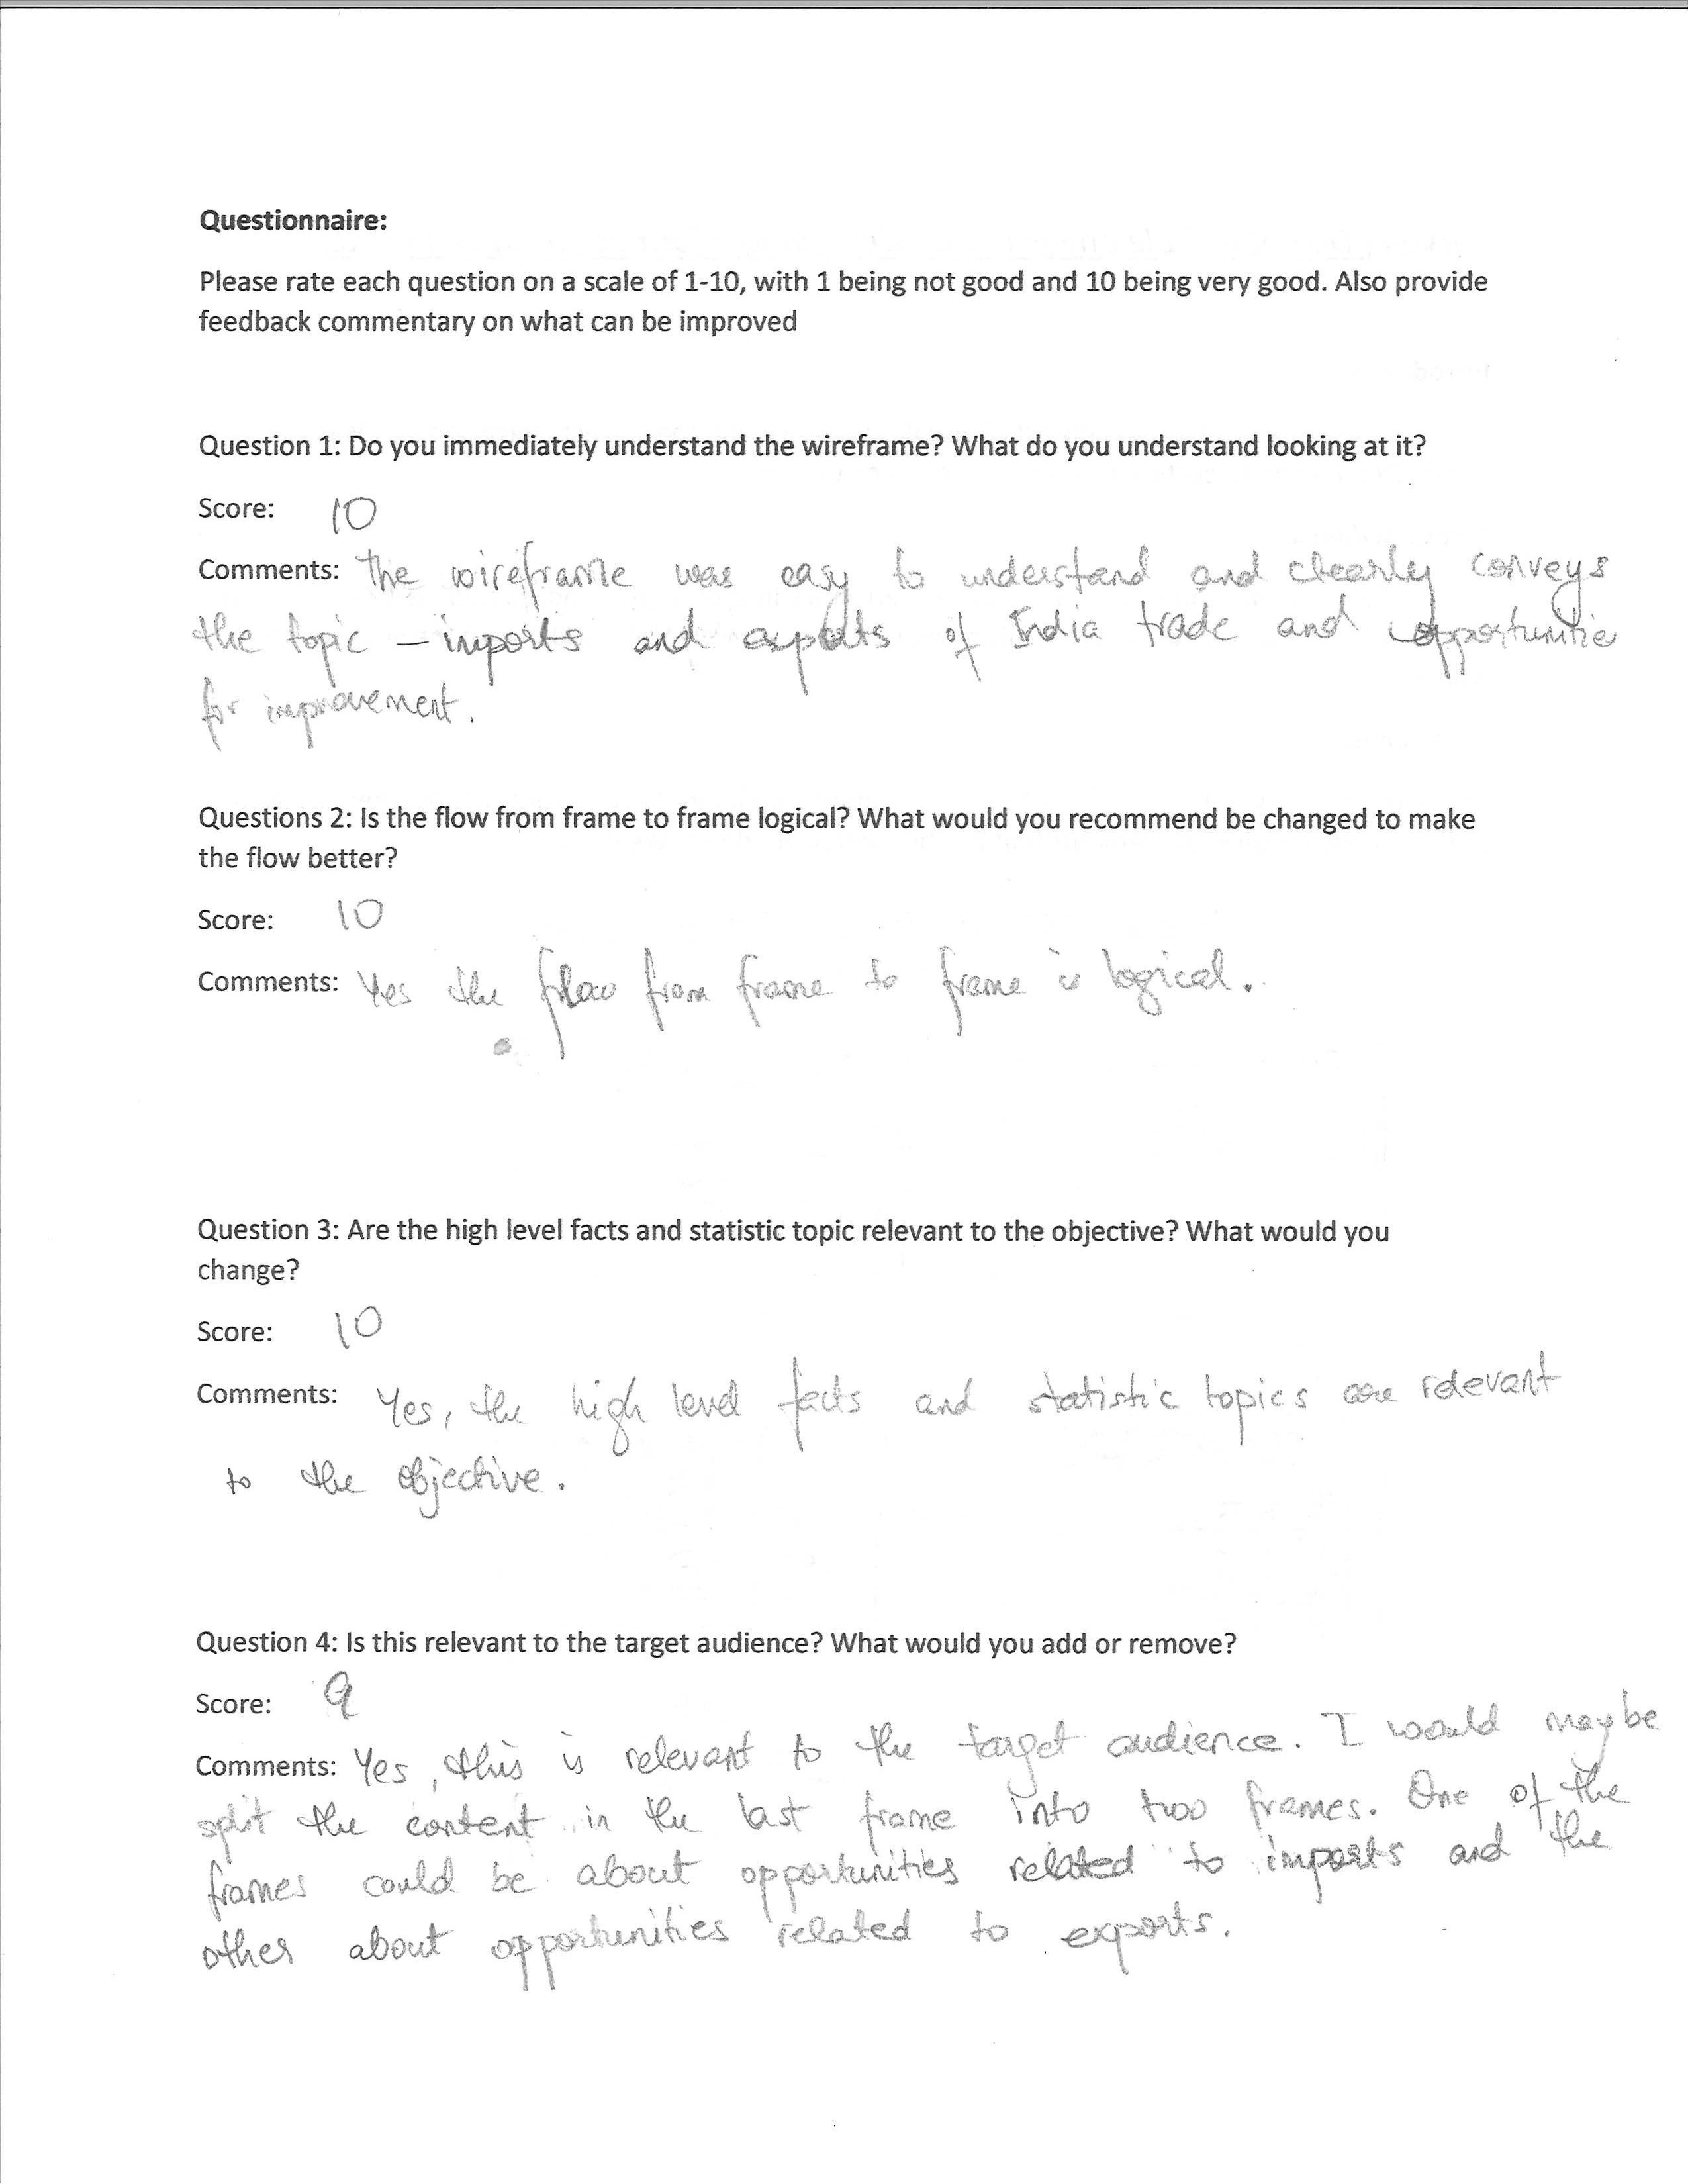 Questionnaire:
Please rate each question on a scale of 1-10, with 1 being not good and 10 being very good. Also provide
feedback commentary on what can be improved
Question 1: Do you immediately understand the wireframe? What do you understand looking at it?
Score: 10
Comments: The wireframe was easy to understand and clearly conveys
the topic - imports and exports of India trade and opportunitie
for improvement.
Questions 2: Is the flow from frame to frame logical? What would you recommend be changed to make
the flow better?
Score: 10
Comments: Yes the flow from frame to frame is logical.
Question 3: Are the high level facts and statistic topic relevant to the objective? What would you
change?
Score: 10
Comments: Yes, the high level facts and statistic topics are relevant
to the objective.
Question 4: Is this relevant to the target audience? What would you add or remove?
Score: 9
Comments: Yes, this is relevant to the target audience. I would maybe
split the content in the last frame into two frames. One of the
frames could be about opportunities related to imports and the
other about opportunities related to exports.